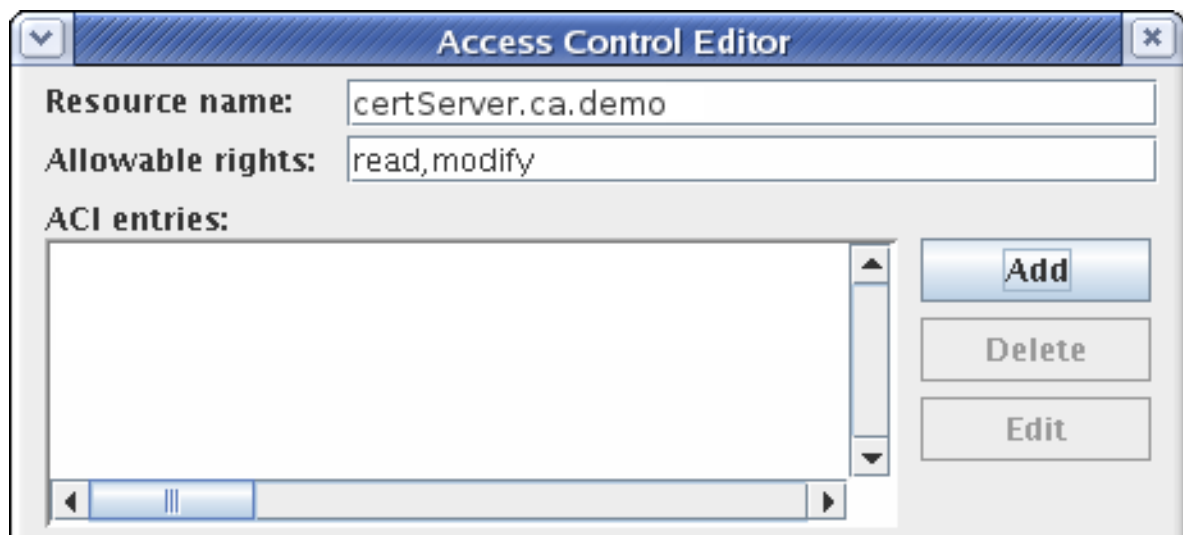 Access Control Editor
Resource name: certServer.ca.demo
Allowable rights: read,modify
ACI entries:
Add
Delete
Edit